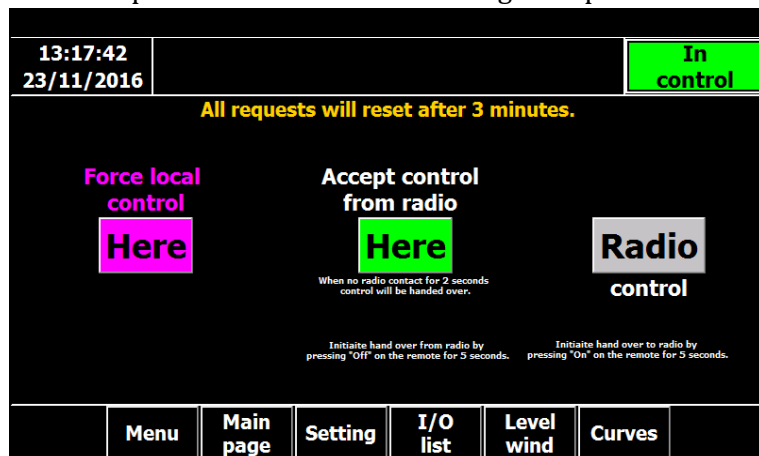 13:17:42
23/11/2016
In
control
All requests will reset after 3 minutes.
Force local
control
Here
Accept control
from radio
Here
When no radio contact for 2 seconds
control will be handed over.
Radio
control
Initiaite hand over from radio by
pressing "Off" on the remote for 5 seconds.
Initiaite hand over to radio by
pressing "On" on the remote for 5 seconds.
Menu
Main
page
Setting
I/O
list
Level
wind
Curves